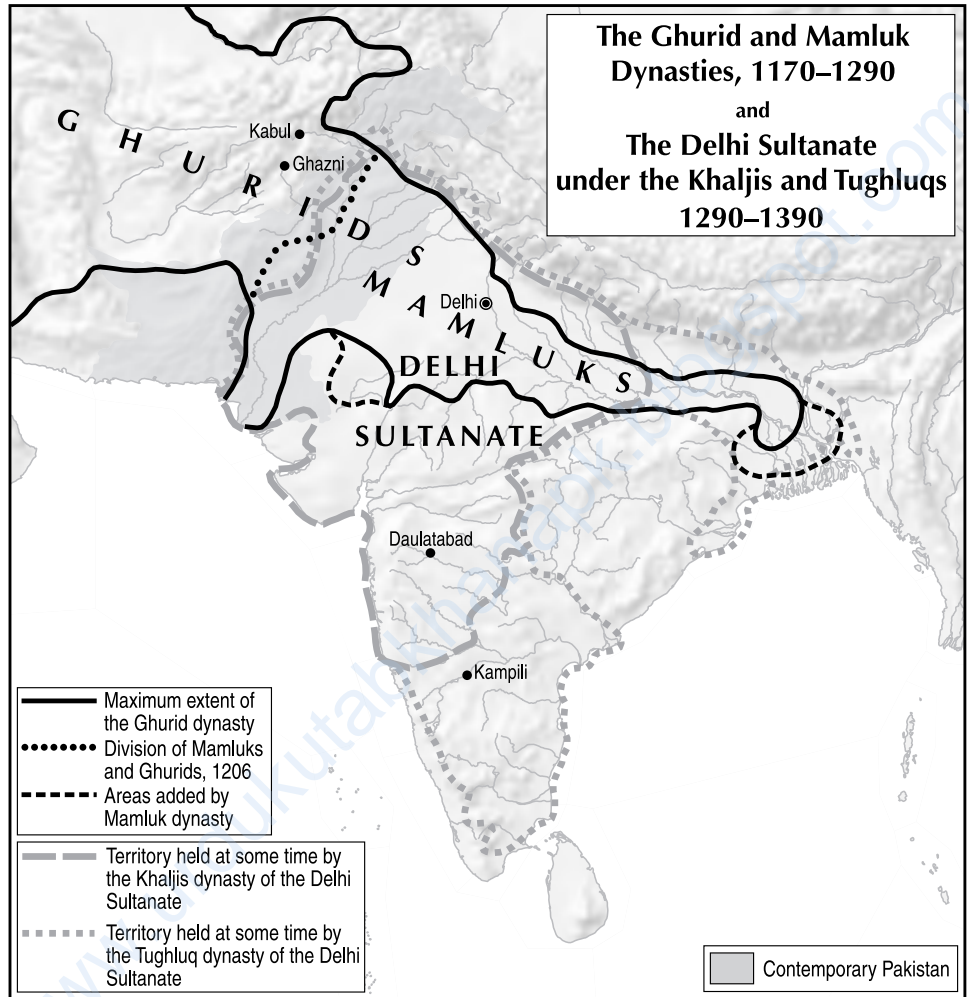 The Ghurid and Mamluk
Dynasties, 1170–1290
and
The Delhi Sultanate
under the Khaljis and Tughluqs
1290–1390
GHURIDS
Kabul
Ghazni
MAMLUKS
Delhi
DELHI
SULTANATE
Daulatabad
Kampili
Maximum extent of
the Ghurid dynasty
Division of Mamluks
and Ghurids, 1206
Areas added by
Mamluk dynasty
Territory held at some time by
the Khaljis dynasty of the Delhi
Sultanate
Territory held at some time by
the Tughluq dynasty of the Delhi
Sultanate
Contemporary Pakistan